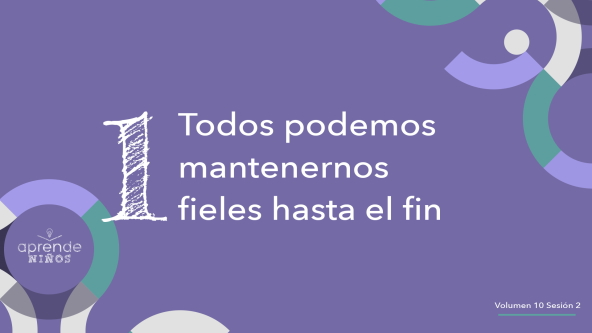 1
Todos podemos
mantenernos
fieles hasta el fin
aprende
NIÑOS
Volumen 10 Sesión 2